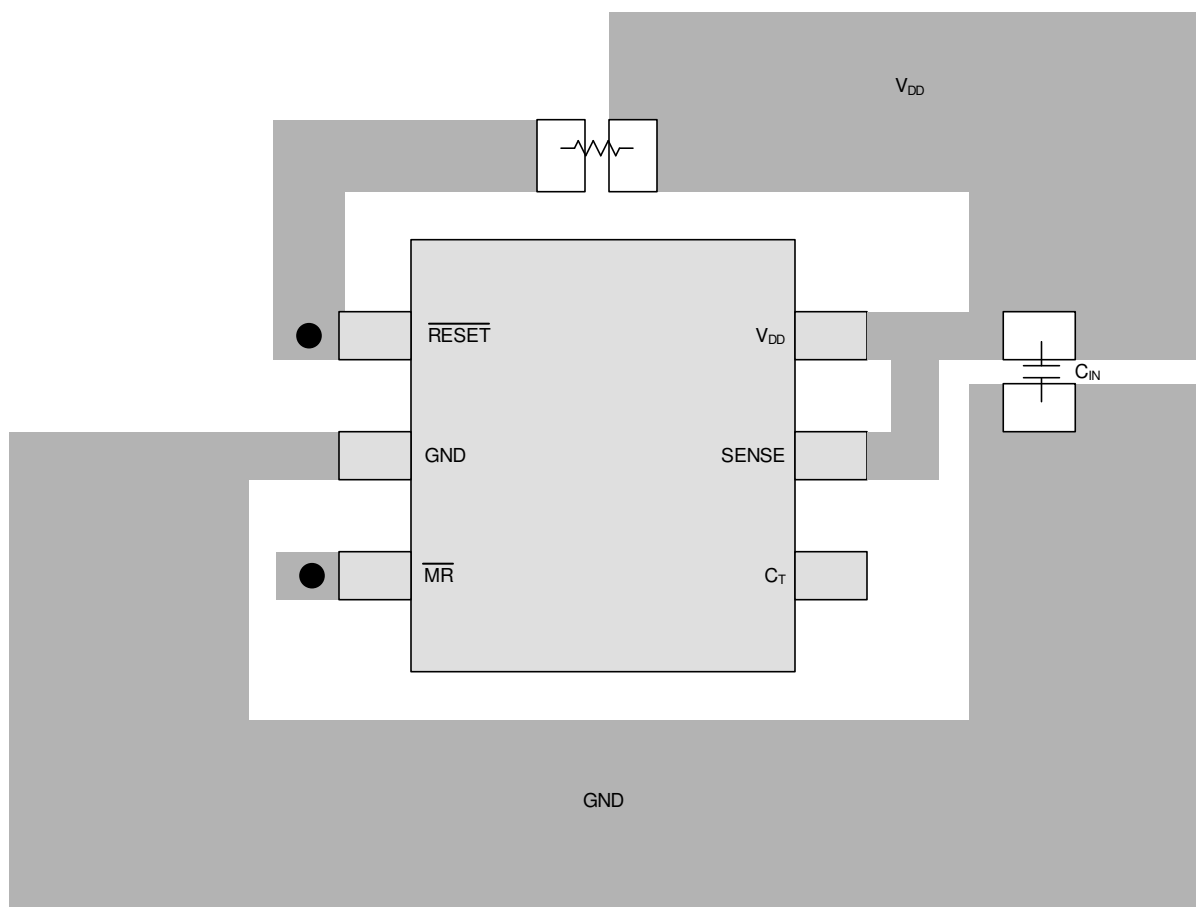 VDD
RESET
VDD
CIN
GND
SENSE
MR
CT
GND